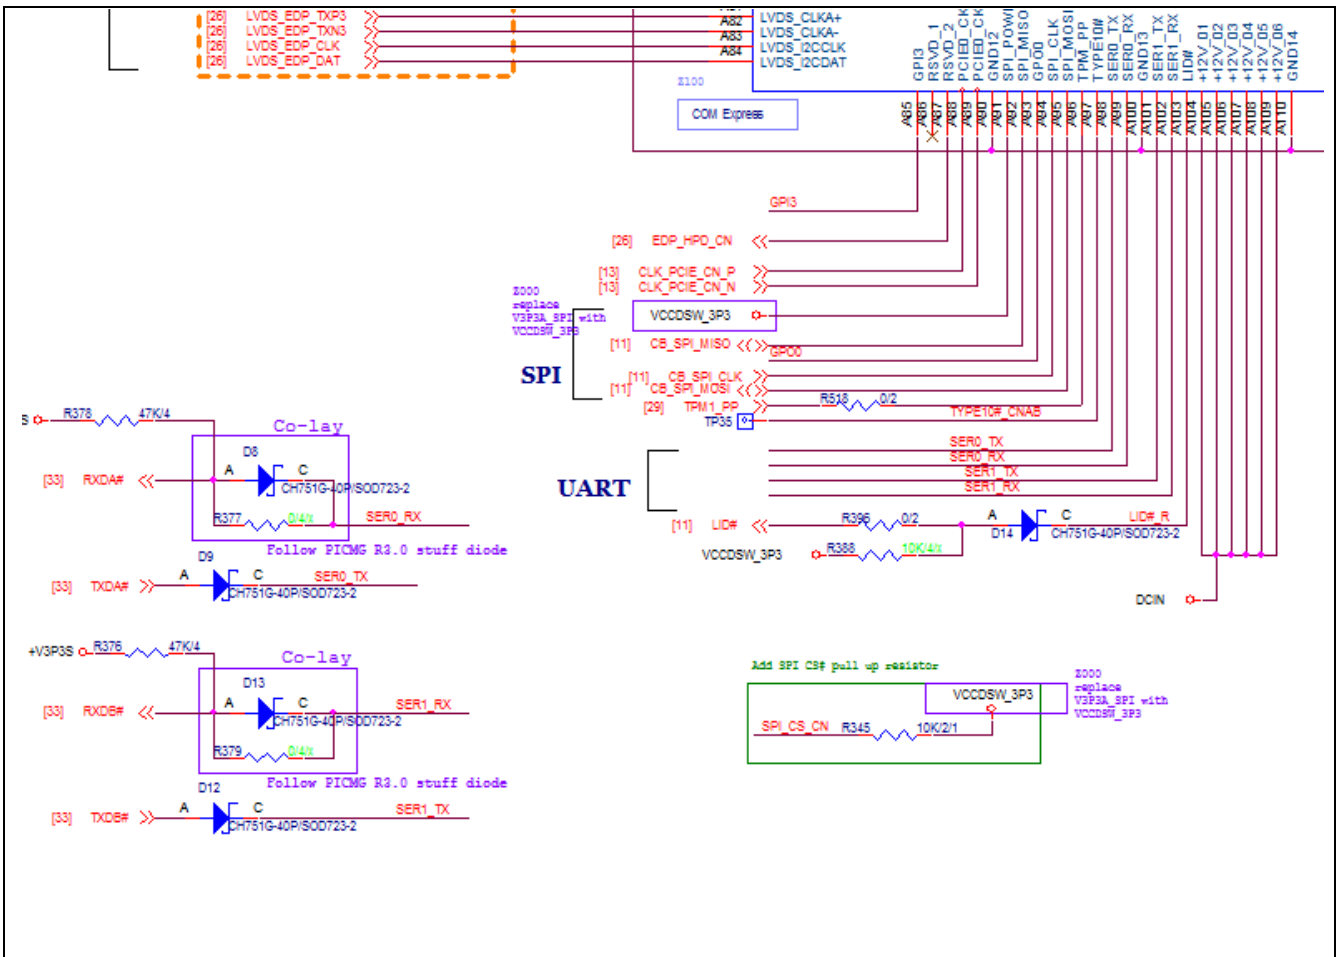 [26] LVDS_EDP_TXP3
[26] LVDS_EDP_TXN3
[26] LVDS_EDP_CLK
[26] LVDS_EDP_DAT
A82 LVDS_CLKA+
A83 LVDS_CLKA-
A84 LVDS_I2CCLK
LVDS_I2CDAT
Z100
COM Express
GPI3
RSVD_1
RSVD_2
PCIE0_CK
PCIE0_CK
GND12
SPI_POW
SPI_MISO
GPO0
SPI_CLK
SPI_MOSI
TPM_PP
TYPE10#
SER0_TX
SER0_RX
GND13
SER1_TX
SER1_RX
LID#
+12V_01
+12V_02
+12V_03
+12V_04
+12V_05
+12V_06
GND14
A85
A86
A87
A88
A89
A90
A91
A92
A93
A94
A95
A96
A97
A98
A99
A100
A101
A102
A103
A104
A105
A106
A107
A108
A109
A110
GPI3
[26] EDP_HPD_CN
[13] CLK_PCIE_CN_P
[13] CLK_PCIE_CN_N
Z000
replace
V3P3A_SPI with
VCCDSW_3P3
VCCDSW_3P3
SPI
[11] CB_SPI_MISO
GPO0
[11] CB_SPI_CLK
[11] CB_SPI_MOSI
[29] TPM1_PP R518 0/2
TP35 TYPE10#_CNAB
UART
SER0_TX
SER0_RX
SER1_TX
SER1_RX
[11] LID# R396 0/2 A D14 C CH751G-40P/SOD723-2 LID#_R
VCCDSW_3P3 R388 10K/4/x
DCIN
S R378 47K/4
Co-lay
D8
[33] RXDA# A C
CH751G-40P/SOD723-2
R377 0/4/x SER0_RX
Follow PICMG R3.0 stuff diode
D9
[33] TXDA# A C SER0_TX
CH751G-40P/SOD723-2
+V3P3S R376 47K/4
Co-lay
D13
[33] RXDB# A C SER1_RX
CH751G-40P/SOD723-2
R379 0/4/x
Follow PICMG R3.0 stuff diode
D12
[33] TXDB# A C SER1_TX
CH751G-40P/SOD723-2
Add SPI CS# pull up resistor
VCCDSW_3P3
SPI_CS_CN R345 10K/2/1
Z000
replace
V3P3A_SPI with
VCCDSW_3P3